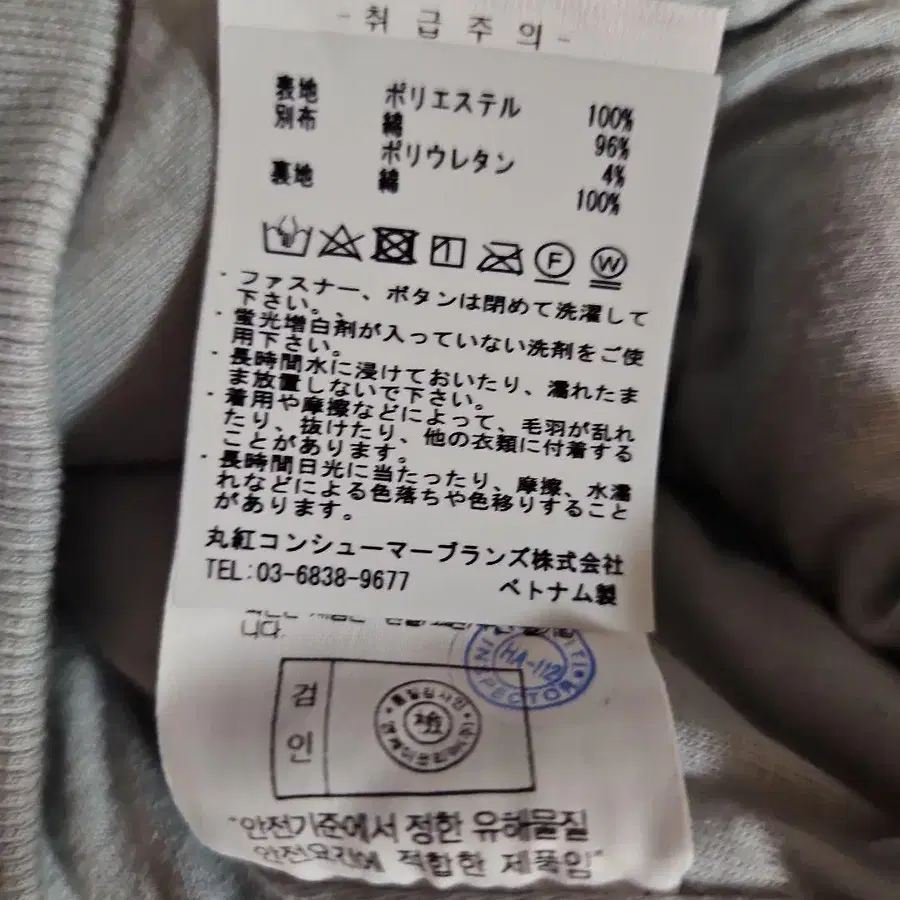 - 취 급 주 의 -
表地 ポリエステル 100%
別布 綿 96%
ポリウレタン 4%
裏地 綿 100%
1 F W
・ファスナー、ボタンは閉めて洗濯して
下さい。、
・蛍光増白剤が入っていない洗剤をご使
用下さい。
・長時間水に浸けておいたり、濡れたま
ま放置しないで下さい。
・着用や摩擦などによって、毛羽が乱れ
たり、抜けたり、他の衣類に付着する
ことがあります。
・長時間日光に当たったり、摩擦、水濡
れなどによる色落ちや色移りすること
があります。
丸紅コンシューマーブランズ株式会社
TEL:03-6838-9677 ベトナム製
니다.
HA-112
INSPECTOR
검인
"안전기준에서 정한 유해물질
안전요건에 적합한 제품임"